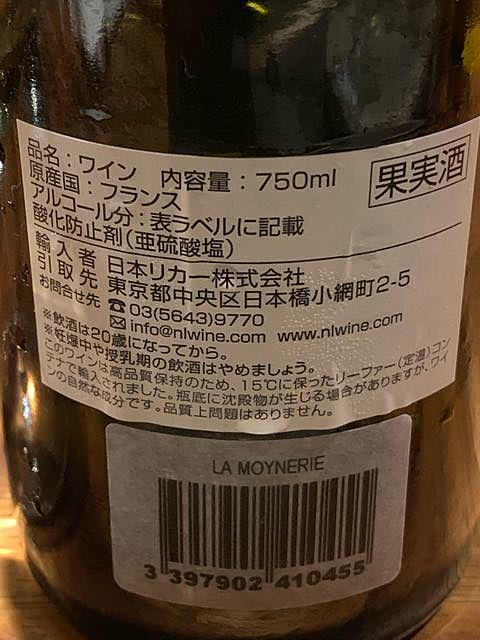 品名：ワイン 内容量：750ml
果実酒
原産国：フランス
アルコール分：表ラベルに記載
酸化防止剤(亜硫酸塩)
輸入者 日本リカー株式会社
引取先 東京都中央区日本橋小網町2-5
お問合せ先 ☎03(5643)9770
✉info@nlwine.com www.nlwine.com
※飲酒は20歳になってから。
※妊娠中や授乳期の飲酒はやめましょう。
このワインは高品質保持のため、15℃に保ったリーファー(定温)コン
テナで輸入されました。瓶底に沈殿物が生じる場合がありますが、ワイ
ンの自然な成分です。品質上問題はありません。
LA MOYNERIE
3 397902 410455